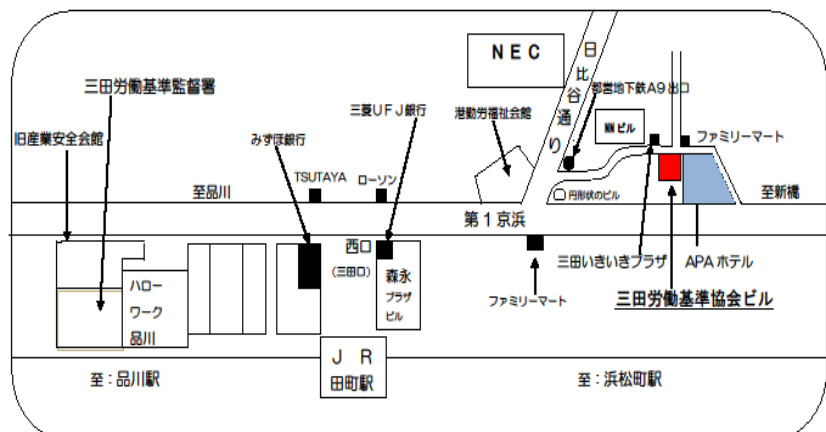 NEC
日比谷通り
三田労働基準監督署
都営地下鉄A9出口
三菱UFJ銀行
港勤労福祉会館
NNビル
旧産業安全会館
みずほ銀行
ファミリーマート
TSUTAYA
ローソン
至品川
円形状のビル
至新橋
第1京浜
西口
(三田口)
三田いきいきプラザ
APAホテル
森永
プラザ
ビル
ハロー
ワーク
品川
ファミリーマート
三田労働基準協会ビル
JR
田町駅
至:品川駅
至:浜松町駅